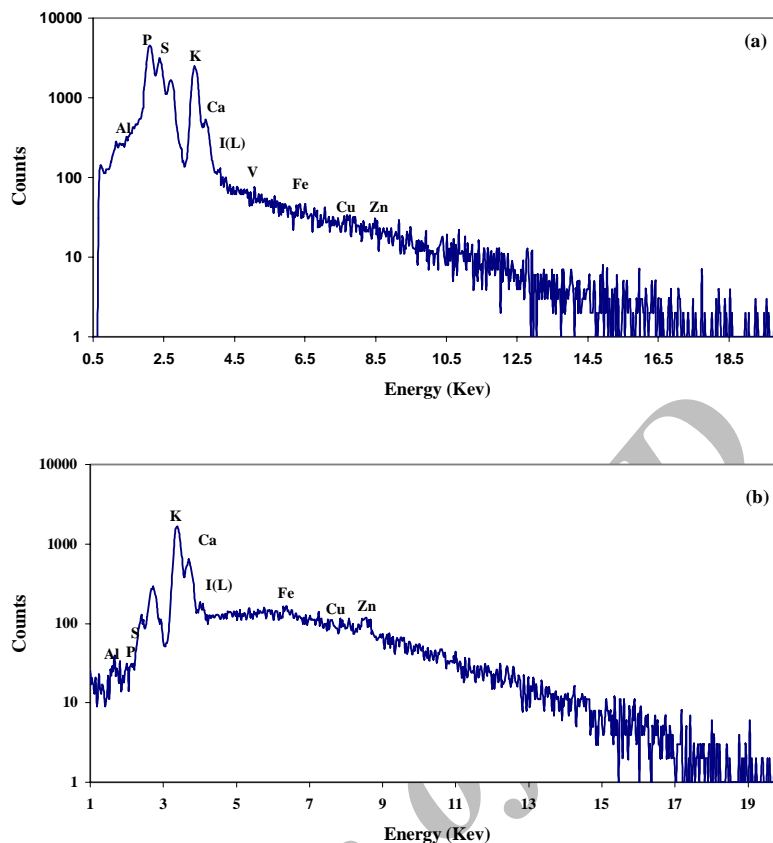 10000
(a)
P
S
K
1000
Ca
Al
I(L)
V
100
Fe
Cu
Zn
10
1
Counts
0.5 2.5 4.5 6.5 8.5 10.5 12.5 14.5 16.5 18.5
Energy (Kev)
10000
(b)
K
1000
Ca
I(L)
Fe
Cu
Zn
100
S
Al
P
10
1
Counts
1 3 5 7 9 11 13 15 17 19
Energy (Kev)